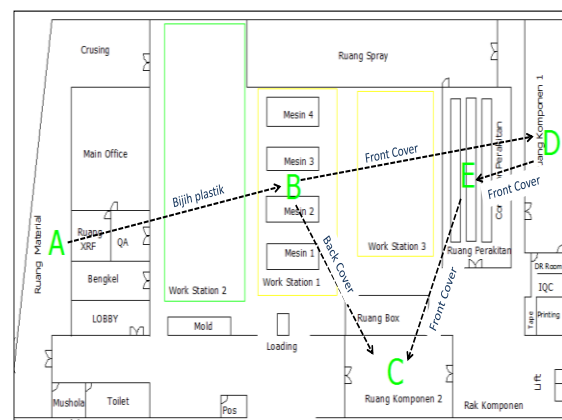 Crusing
Ruang Spray
Mesin 4
Main Office
Mesin 3
Front Cover
D
Front Cover
E
B
Bijih plastik
Mesin 2
Ruang Material
A
Ruang
XRF
QA
Back Cover
Front Cover
Mesin 1
Work Station 3
Ruang Perakitan
Bengkel
Work Station 2
Work Station 1
DR Room
IQC
LOBBY
Mold
Loading
Ruang Box
Tape
Printing
C
Mushola
Toilet
Pos
Ruang Komponen 2
Rak Komponen
Lift
Komponen 1
Perakitan